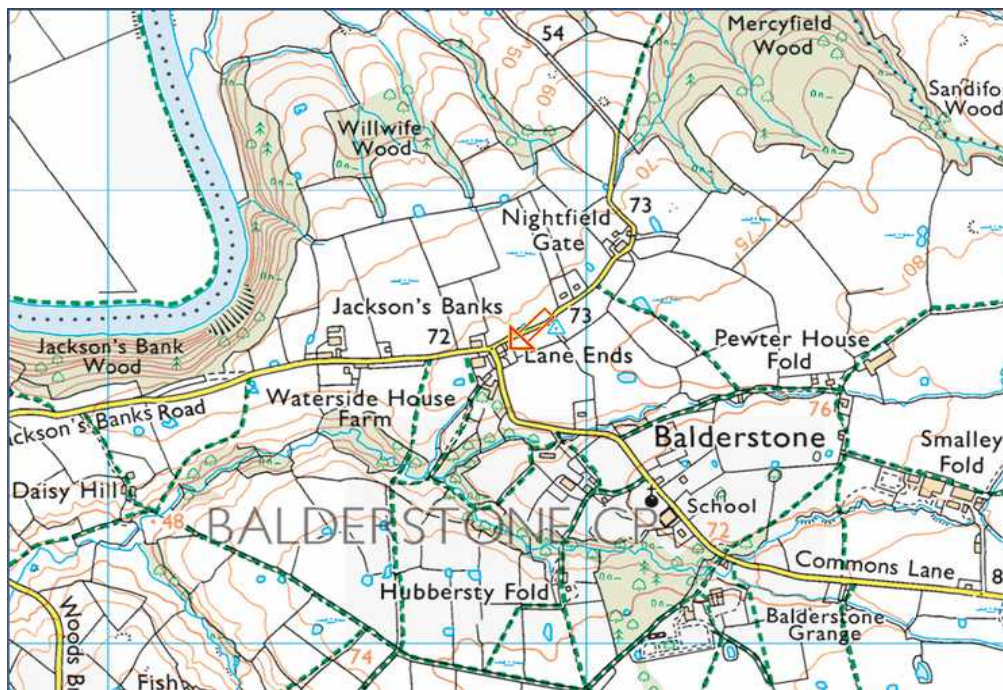 54
Mercyfield
Wood
50
60
Sandifo
Wood
Willwife
Wood
70
73
75
80
Nightfield
Gate
Jackson's Banks
72
73
Lane Ends
Pewter House
Fold
Jackson's Bank
Wood
Waterside House
Farm
76
ackson's Banks Road
Balderstone
Smalley
Fold
Daisy Hill
48
School
BALDERSTONE CP
72
Commons Lane
8
Hubbersty Fold
Balderstone
Grange
Woods B
74
Fish